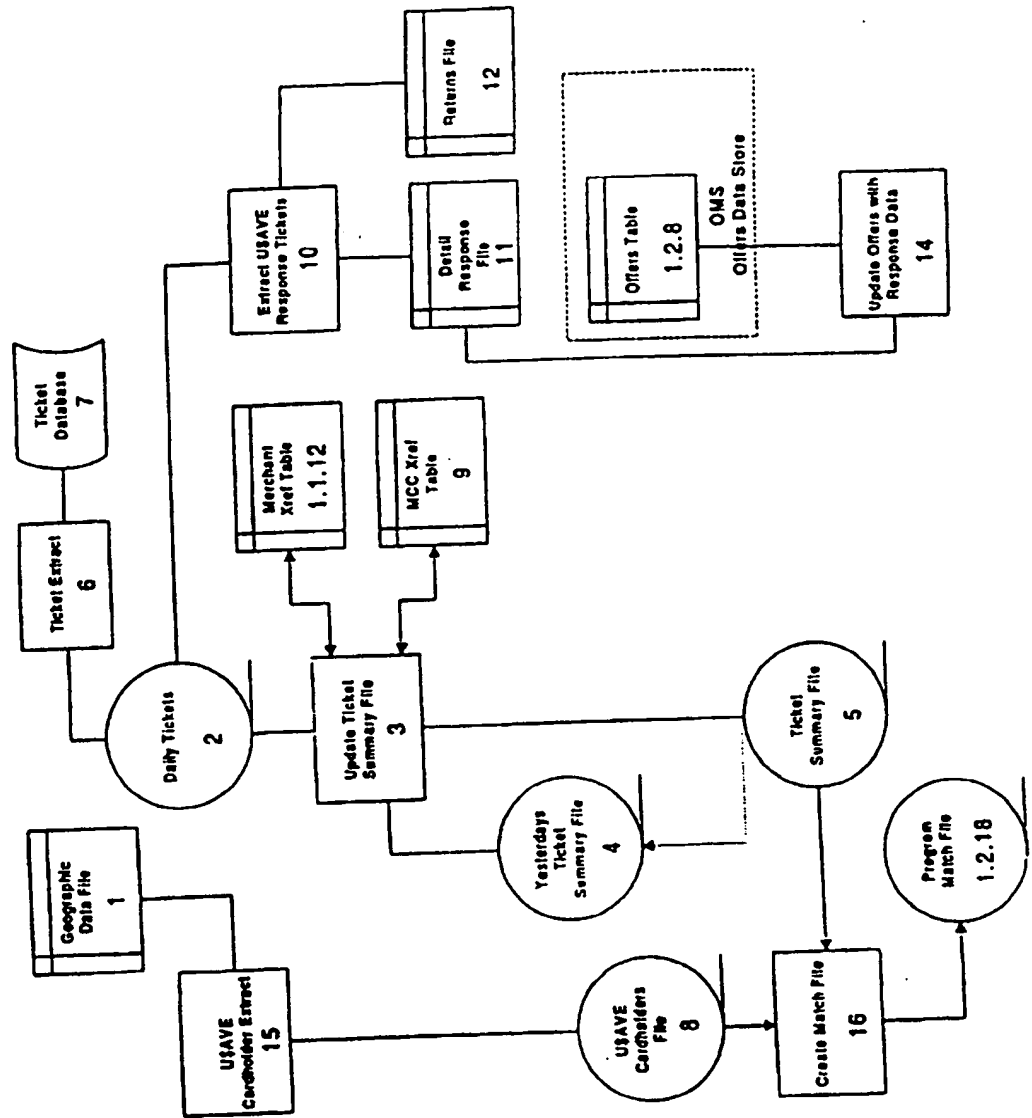 Geographic
Data File
1
USAVE
Cardholder Extract
15
USAVE
Cardholders
File
8
Create Match File
16
Program
Match File
1.2.18
Daily Tickets
2
Ticket Extract
6
Ticket
Database
7
Update Ticket
Summary File
3
Yesterdays
Ticket
Summary File
4
Ticket
Summary File
5
Merchant
Xref Table
1.1.12
MCC Xref
Table
9
Extract USAVE
Response Tickets
10
Detail
Response
File
11
Returns File
12
Offers Table
1.2.8
OMS
Offers Data Store
Update Offers with
Response Data
14